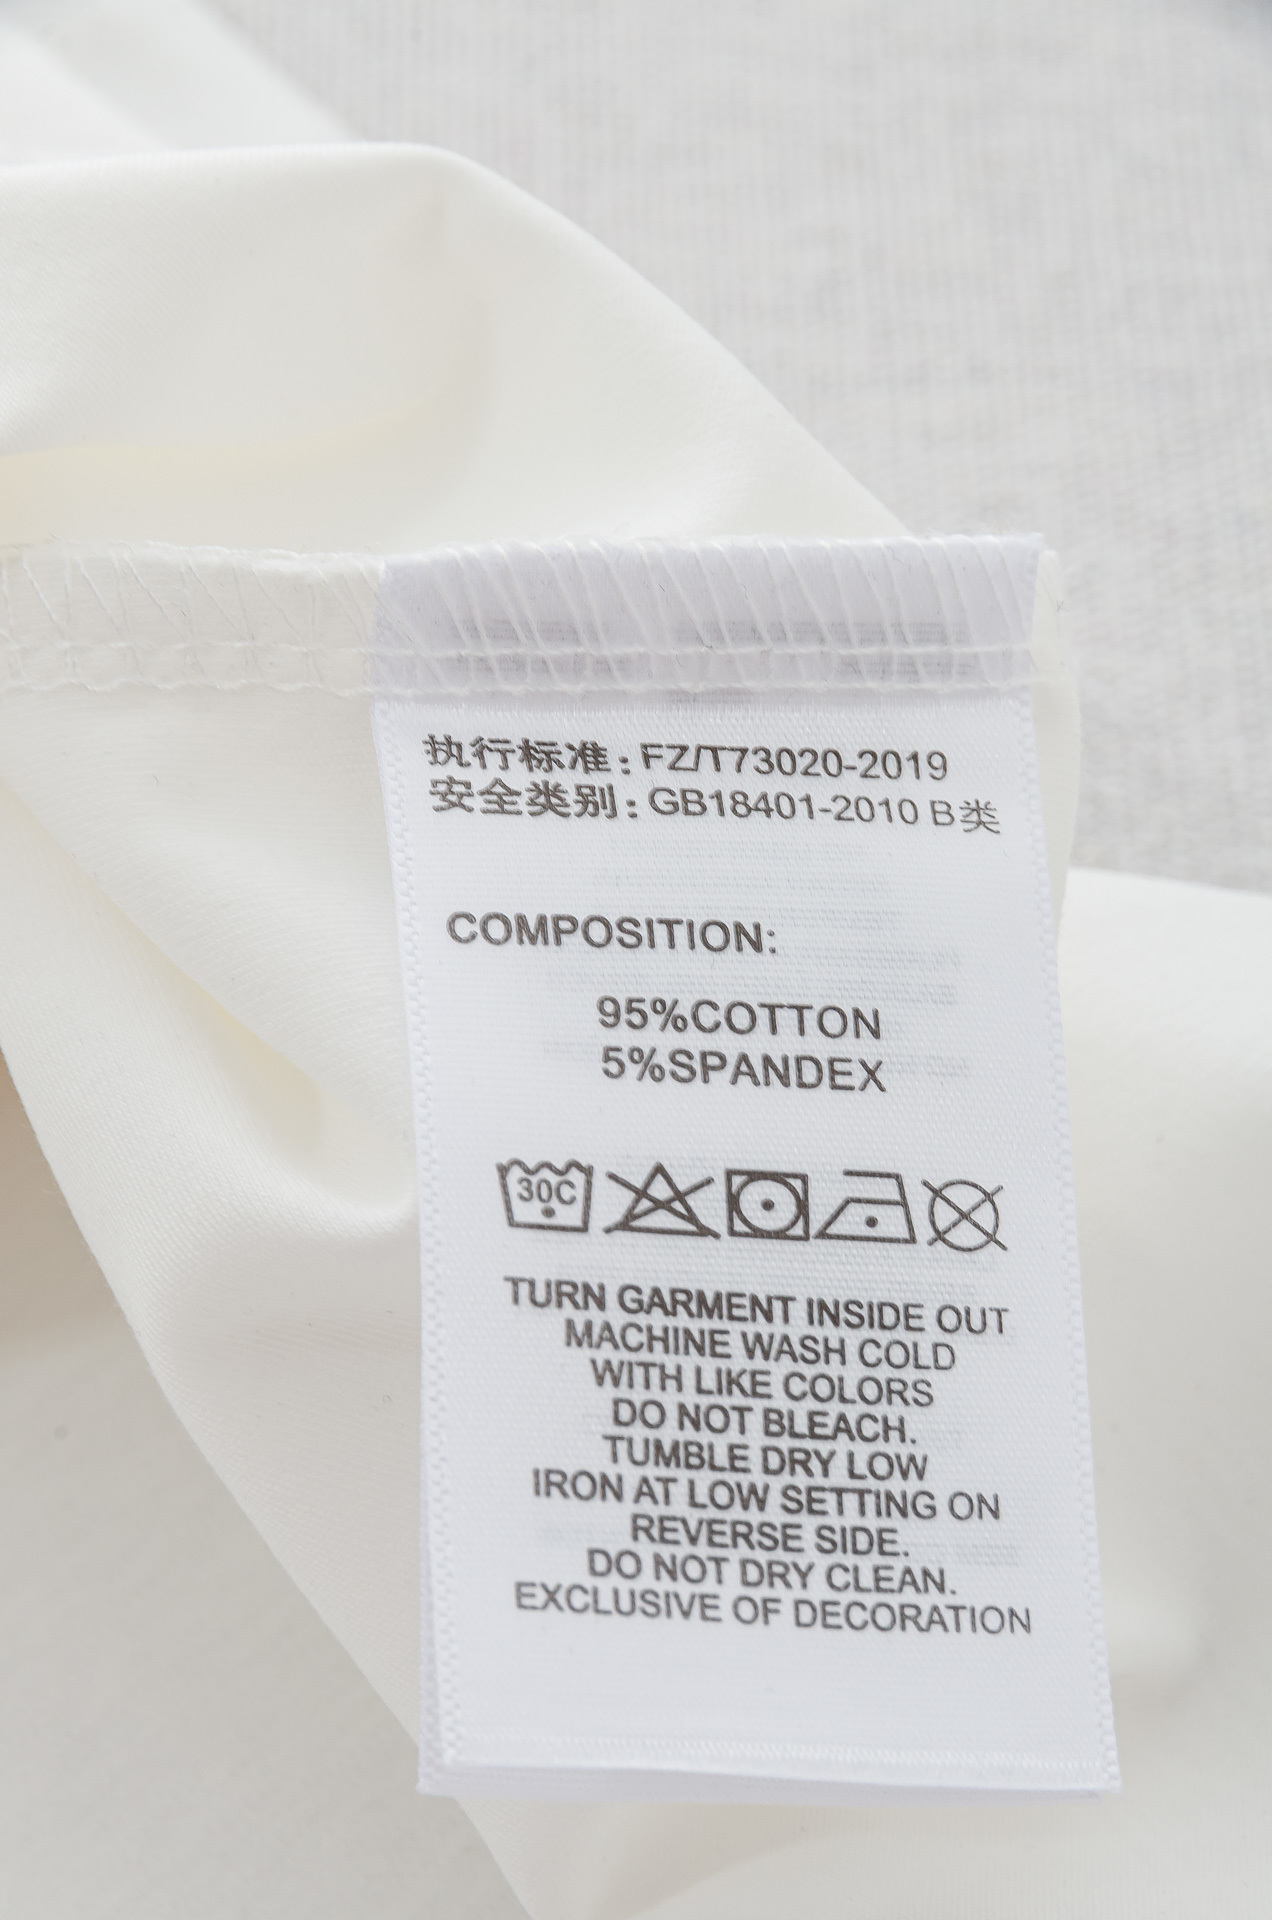 执行标准：FZ/T73020-2019
安全类别：GB18401-2010 B类
COMPOSITION:
95%COTTON
5%SPANDEX
30C
TURN GARMENT INSIDE OUT
MACHINE WASH COLD
WITH LIKE COLORS
DO NOT BLEACH.
TUMBLE DRY LOW
IRON AT LOW SETTING ON
REVERSE SIDE.
DO NOT DRY CLEAN.
EXCLUSIVE OF DECORATION